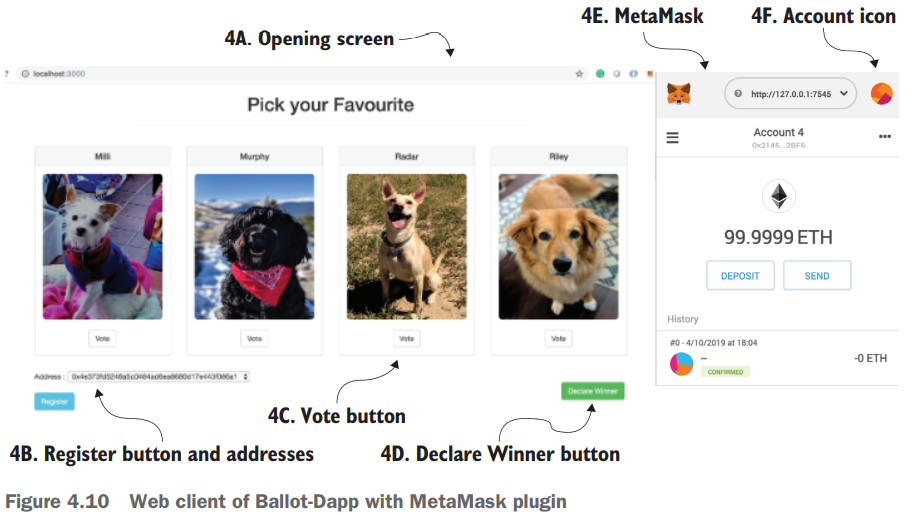 4A. Opening screen
4E. MetaMask
4F. Account icon
localhost:3000
Pick your Favourite
Milli
Murphy
Radar
Riley
Vote
Vote
Vote
Vote
Address :
Register
Declare Winner
http://127.0.0.1:7545
Account 4
0x2145...2BF6
99.9999 ETH
DEPOSIT
SEND
History
#0 - 4/10/2019 at 18:04
–
-0 ETH
CONFIRMED
4C. Vote button
4B. Register button and addresses
4D. Declare Winner button
Figure 4.10 Web client of Ballot-Dapp with MetaMask plugin